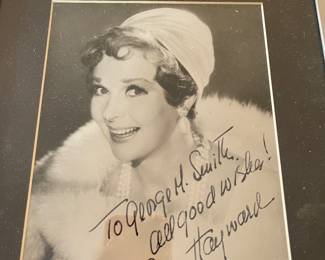 To George M. Smith
all good wishes!
Hayward